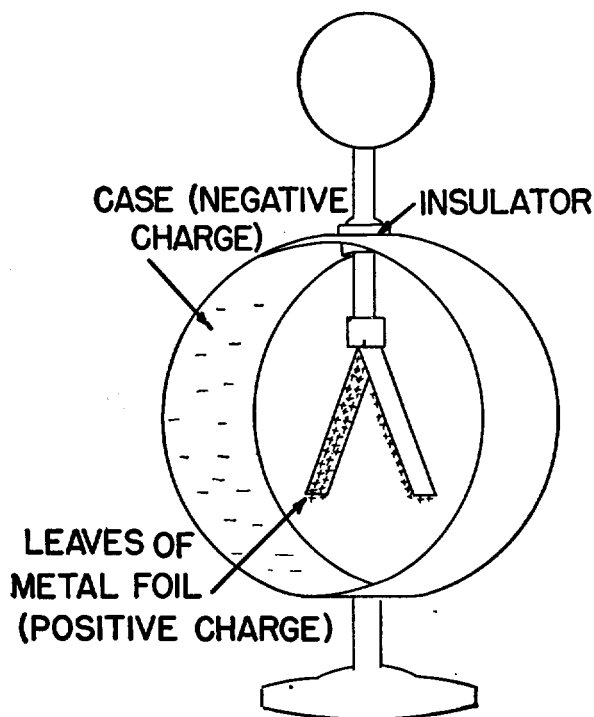 CASE (NEGATIVE
CHARGE)
INSULATOR
LEAVES OF
METAL FOIL
(POSITIVE CHARGE)